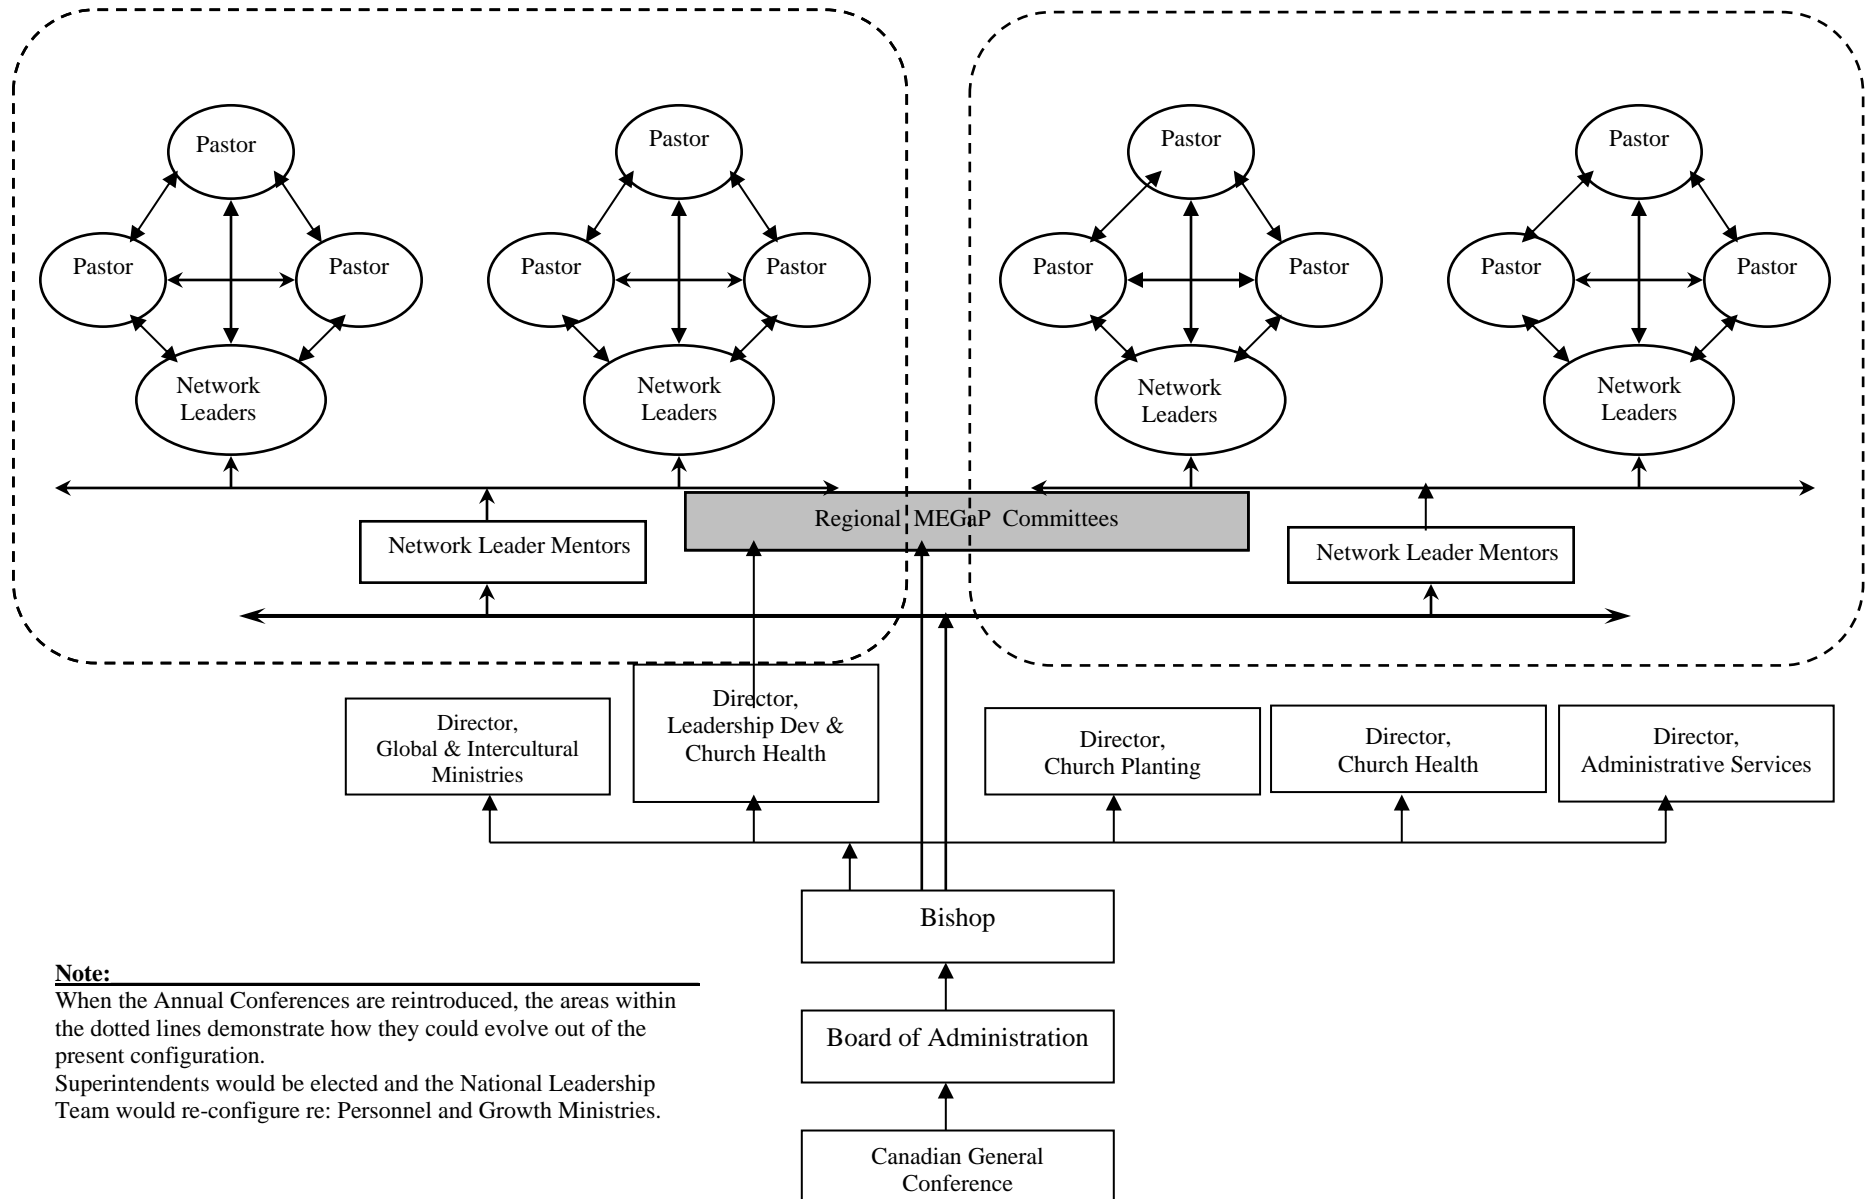 Pastor
Pastor
Pastor
Network
Leaders
Pastor
Pastor
Pastor
Network
Leaders
Pastor
Pastor
Pastor
Network
Leaders
Pastor
Pastor
Pastor
Network
Leaders
Regional MEGaP Committees
Network Leader Mentors
Network Leader Mentors
Director,
Global & Intercultural
Ministries
Director,
Leadership Dev &
Church Health
Director,
Church Planting
Director,
Church Health
Director,
Administrative Services
Bishop
Board of Administration
Canadian General
Conference
Note:
When the Annual Conferences are reintroduced, the areas within
the dotted lines demonstrate how they could evolve out of the
present configuration.
Superintendents would be elected and the National Leadership
Team would re-configure re: Personnel and Growth Ministries.